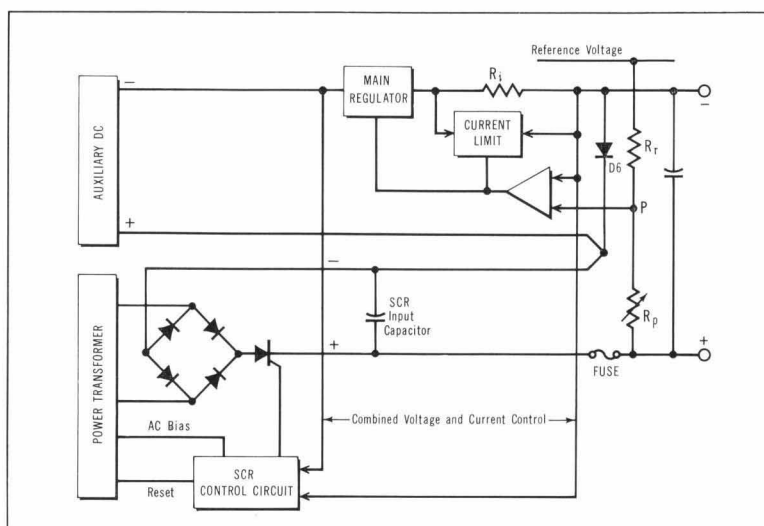 Reference Voltage
−
MAIN
REGULATOR
Ri
−
AUXILIARY DC
CURRENT
LIMIT
D6
Rr
P
+
−
POWER TRANSFORMER
SCR
Input
Capacitor
Rp
+
+
FUSE
AC Bias
Combined Voltage and Current Control
SCR
CONTROL CIRCUIT
Reset